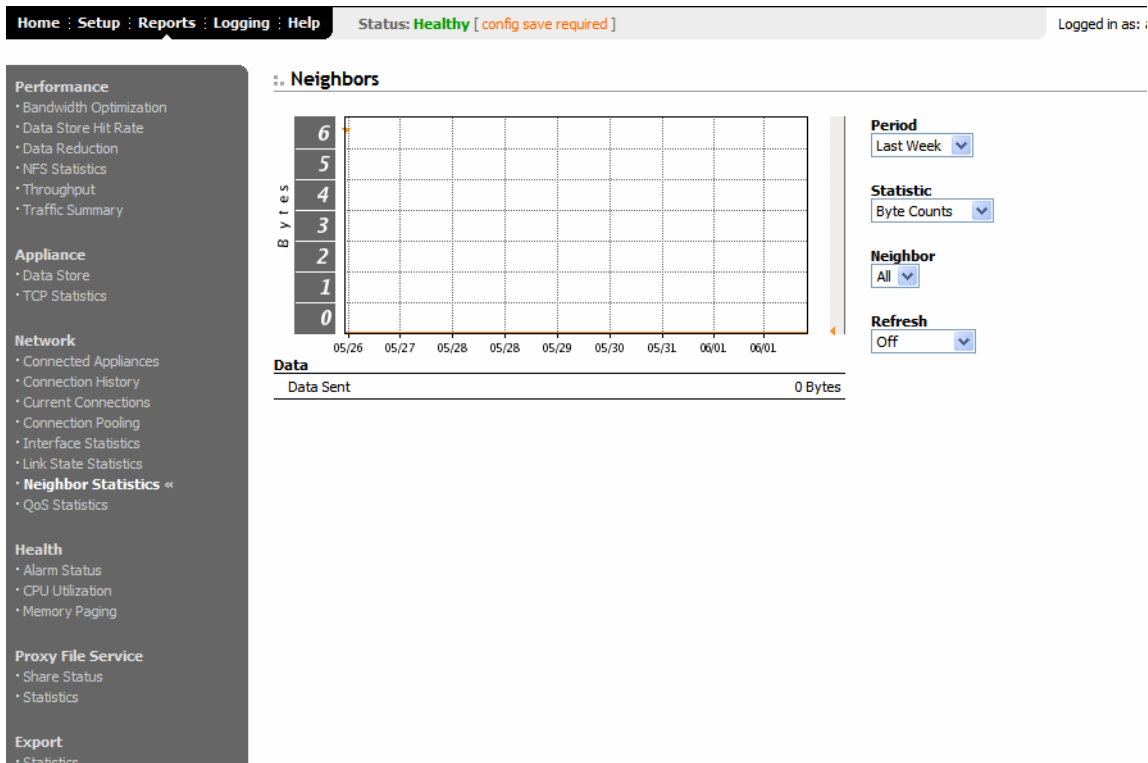 Home Setup Reports Logging Help
Status: Healthy [ config save required ]
Logged in as:
Performance
· Bandwidth Optimization
· Data Store Hit Rate
· Data Reduction
· NFS Statistics
· Throughput
· Traffic Summary
Appliance
· Data Store
· TCP Statistics
Network
· Connected Appliances
· Connection History
· Current Connections
· Connection Pooling
· Interface Statistics
· Link State Statistics
· Neighbor Statistics «
· QoS Statistics
Health
· Alarm Status
· CPU Utilization
· Memory Paging
Proxy File Service
· Share Status
· Statistics
Export
· Statistics
Neighbors
Bytes
6
5
4
3
2
1
0
05/26 05/27 05/28 05/28 05/29 05/30 05/31 06/01 06/01
Data
Data Sent 0 Bytes
Period
Last Week
Statistic
Byte Counts
Neighbor
All
Refresh
Off